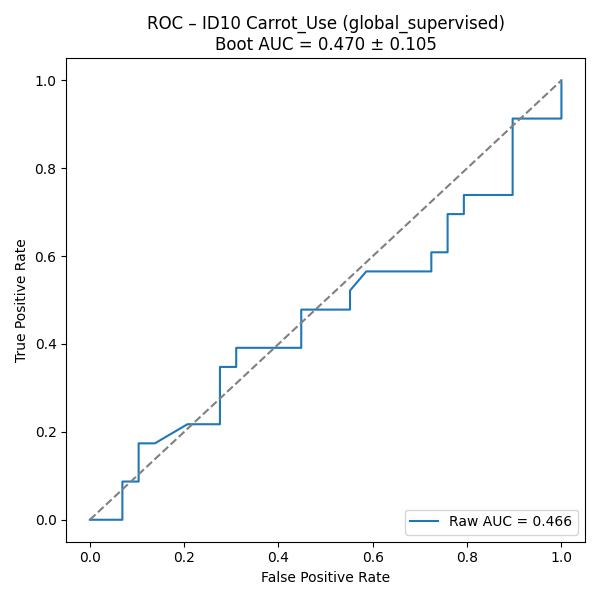 ROC – ID10 Carrot_Use (global_supervised)
Boot AUC = 0.470 ± 0.105
True Positive Rate
1.0
0.8
0.6
0.4
0.2
0.0
Raw AUC = 0.466
0.0 0.2 0.4 0.6 0.8 1.0
False Positive Rate